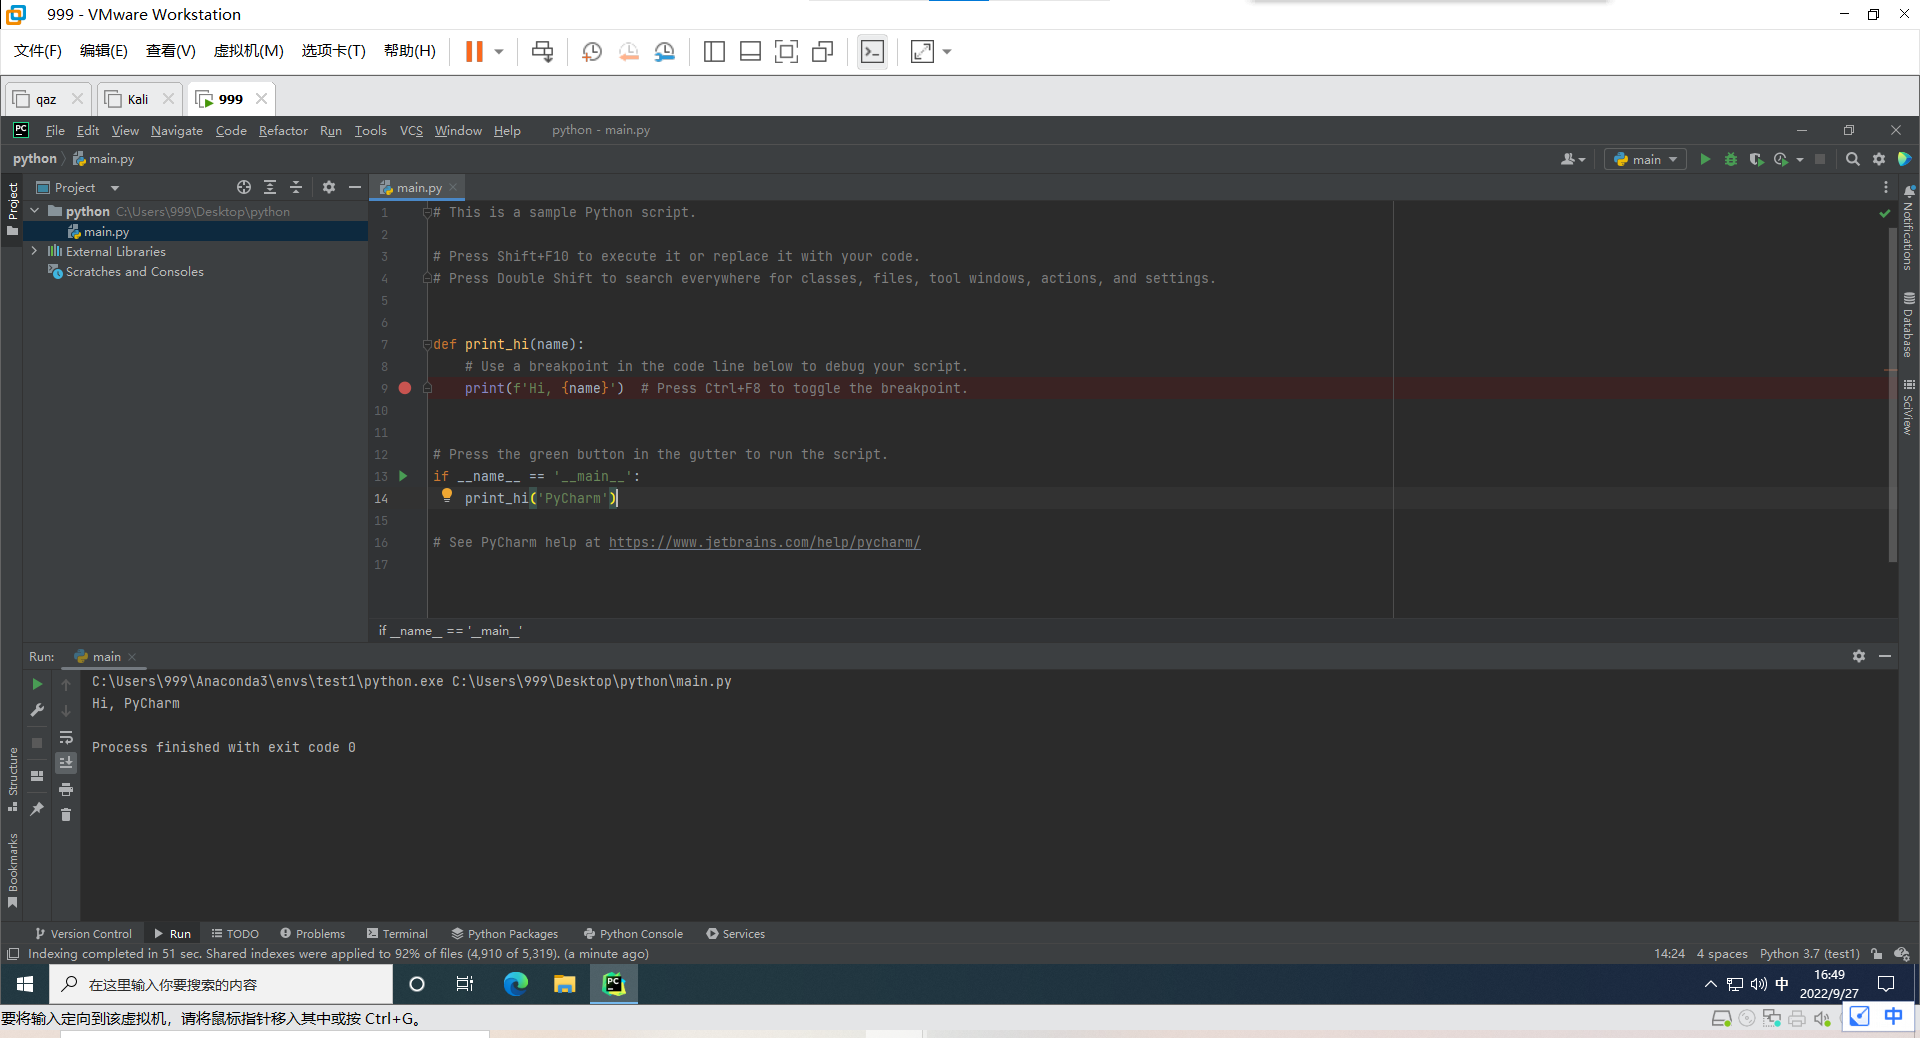 999 - VMware Workstation
文件(F) 编辑(E) 查看(V) 虚拟机(M) 选项卡(T) 帮助(H)
qaz Kali 999
PC File Edit View Navigate Code Refactor Run Tools VCS Window Help python - main.py
python main.py main
Project main.py
Project
python C:\Users\999\Desktop\python
main.py
External Libraries
Scratches and Consoles
1 # This is a sample Python script.
2
3 # Press Shift+F10 to execute it or replace it with your code.
4 # Press Double Shift to search everywhere for classes, files, tool windows, actions, and settings.
5
6
7 def print_hi(name):
8 # Use a breakpoint in the code line below to debug your script.
9 print(f'Hi, {name}') # Press Ctrl+F8 to toggle the breakpoint.
10
11
12 # Press the green button in the gutter to run the script.
13 if __name__ == '__main__':
14 print_hi('PyCharm')
15
16 # See PyCharm help at https://www.jetbrains.com/help/pycharm/
17
Notifications
Database
SciView
if __name__ == '__main__'
Run: main
C:\Users\999\Anaconda3\envs\test1\python.exe C:\Users\999\Desktop\python\main.py
Hi, PyCharm
Process finished with exit code 0
Structure
Bookmarks
Version Control Run TODO Problems Terminal Python Packages Python Console Services
Indexing completed in 51 sec. Shared indexes were applied to 92% of files (4,910 of 5,319). (a minute ago) 14:24 4 spaces Python 3.7 (test1)
在这里输入你要搜索的内容 PC 中 16:49
2022/9/27
要将输入定向到该虚拟机，请将鼠标指针移入其中或按 Ctrl+G。 中